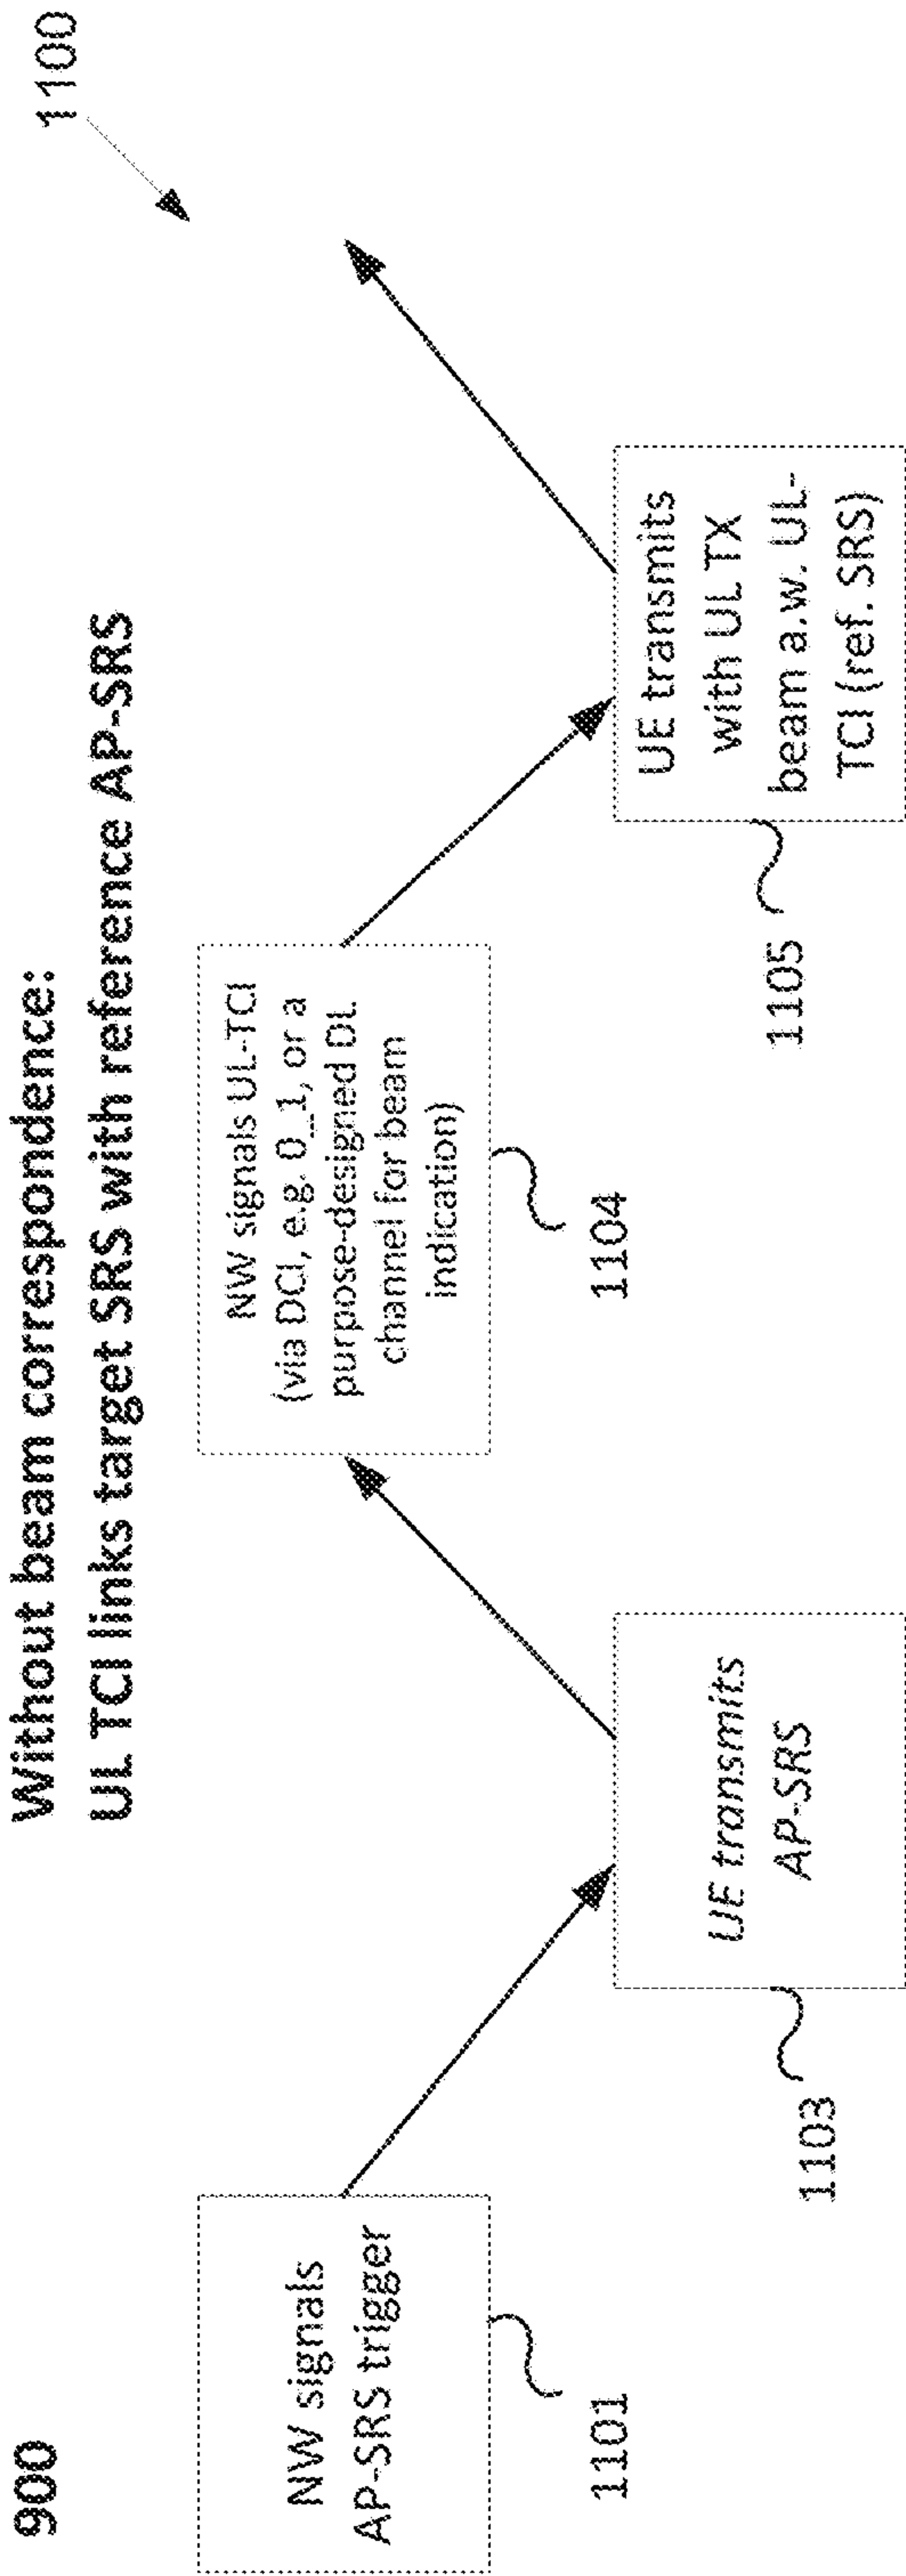 900
Without beam correspondence:
UL TCI links target SRS with reference AP-SRS
1100
NW signals
AP-SRS trigger
1101
UE transmits
AP-SRS
1103
NW signals UL-TCI
(via DCI, e.g. 0_1, or a
purpose-designed DL
channel for beam
indication)
1104
UE transmits
with UL TX
beam a.w. UL-
TCI (ref. SRS)
1105